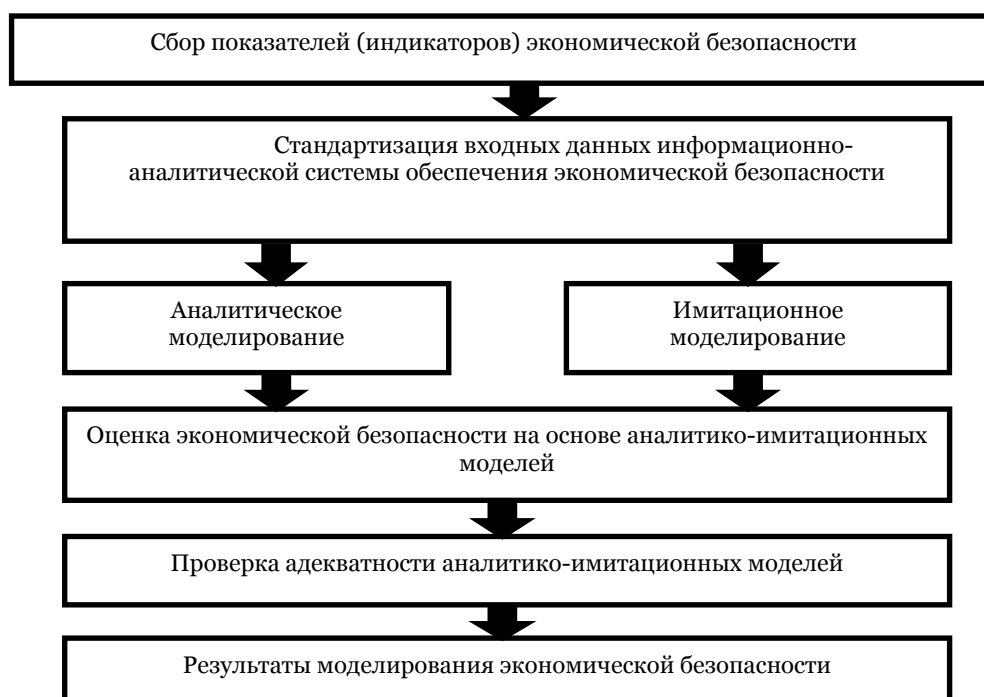 Сбор показателей (индикаторов) экономической безопасности
Стандартизация входных данных информационно-
аналитической системы обеспечения экономической безопасности
Аналитическое
моделирование
Имитационное
моделирование
Оценка экономической безопасности на основе аналитико-имитационных
моделей
Проверка адекватности аналитико-имитационных моделей
Результаты моделирования экономической безопасности